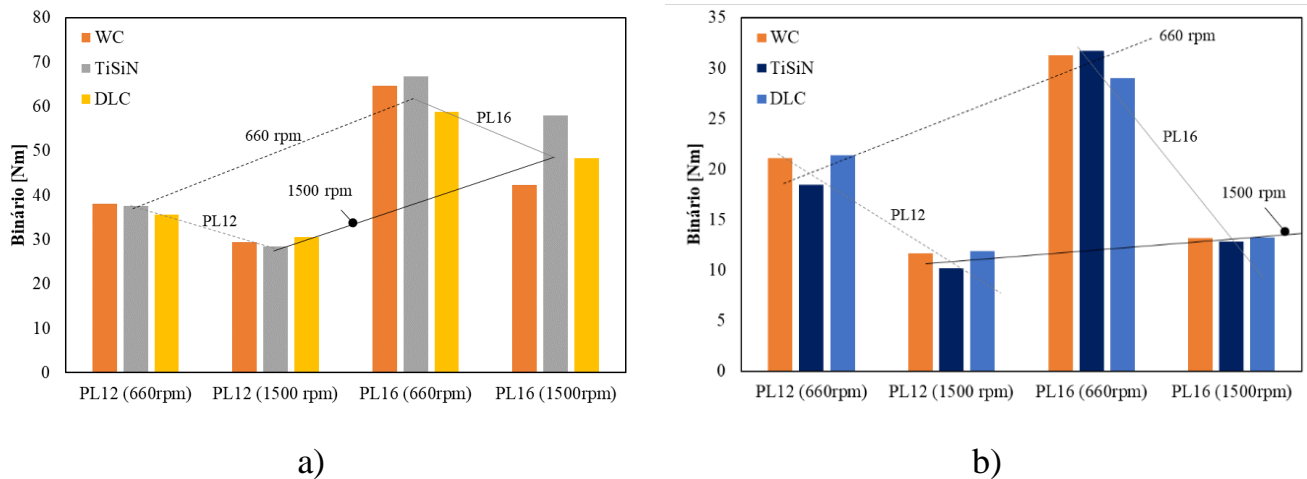 80
70
60
50
40
30
20
10
0
Binário [Nm]
WC
TiSiN
DLC
660 rpm
PL12
1500 rpm
PL16
PL12 (660rpm)
PL12 (1500 rpm)
PL16 (660rpm)
PL16 (1500rpm)
a)
35
30
25
20
15
10
5
0
Binário [Nm]
WC
TiSiN
DLC
660 rpm
PL12
PL16
1500 rpm
PL12 (660rpm)
PL12 (1500 rpm)
PL16 (660rpm)
PL16 (1500rpm)
b)